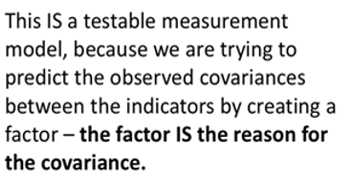 This IS a testable measurement
model, because we are trying to
predict the observed covariances
between the indicators by creating a
factor – the factor IS the reason for
the covariance.